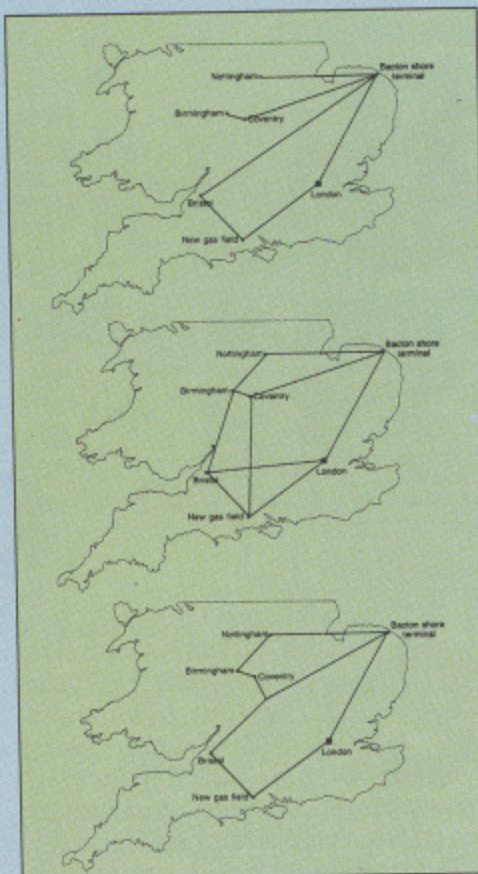 Nottingham
Bacton shore
terminal
Birmingham
Coventry
Bristol
London
New gas field
Nottingham
Bacton shore
terminal
Birmingham
Coventry
Bristol
London
New gas field
Nottingham
Bacton shore
terminal
Birmingham
Coventry
Bristol
London
New gas field